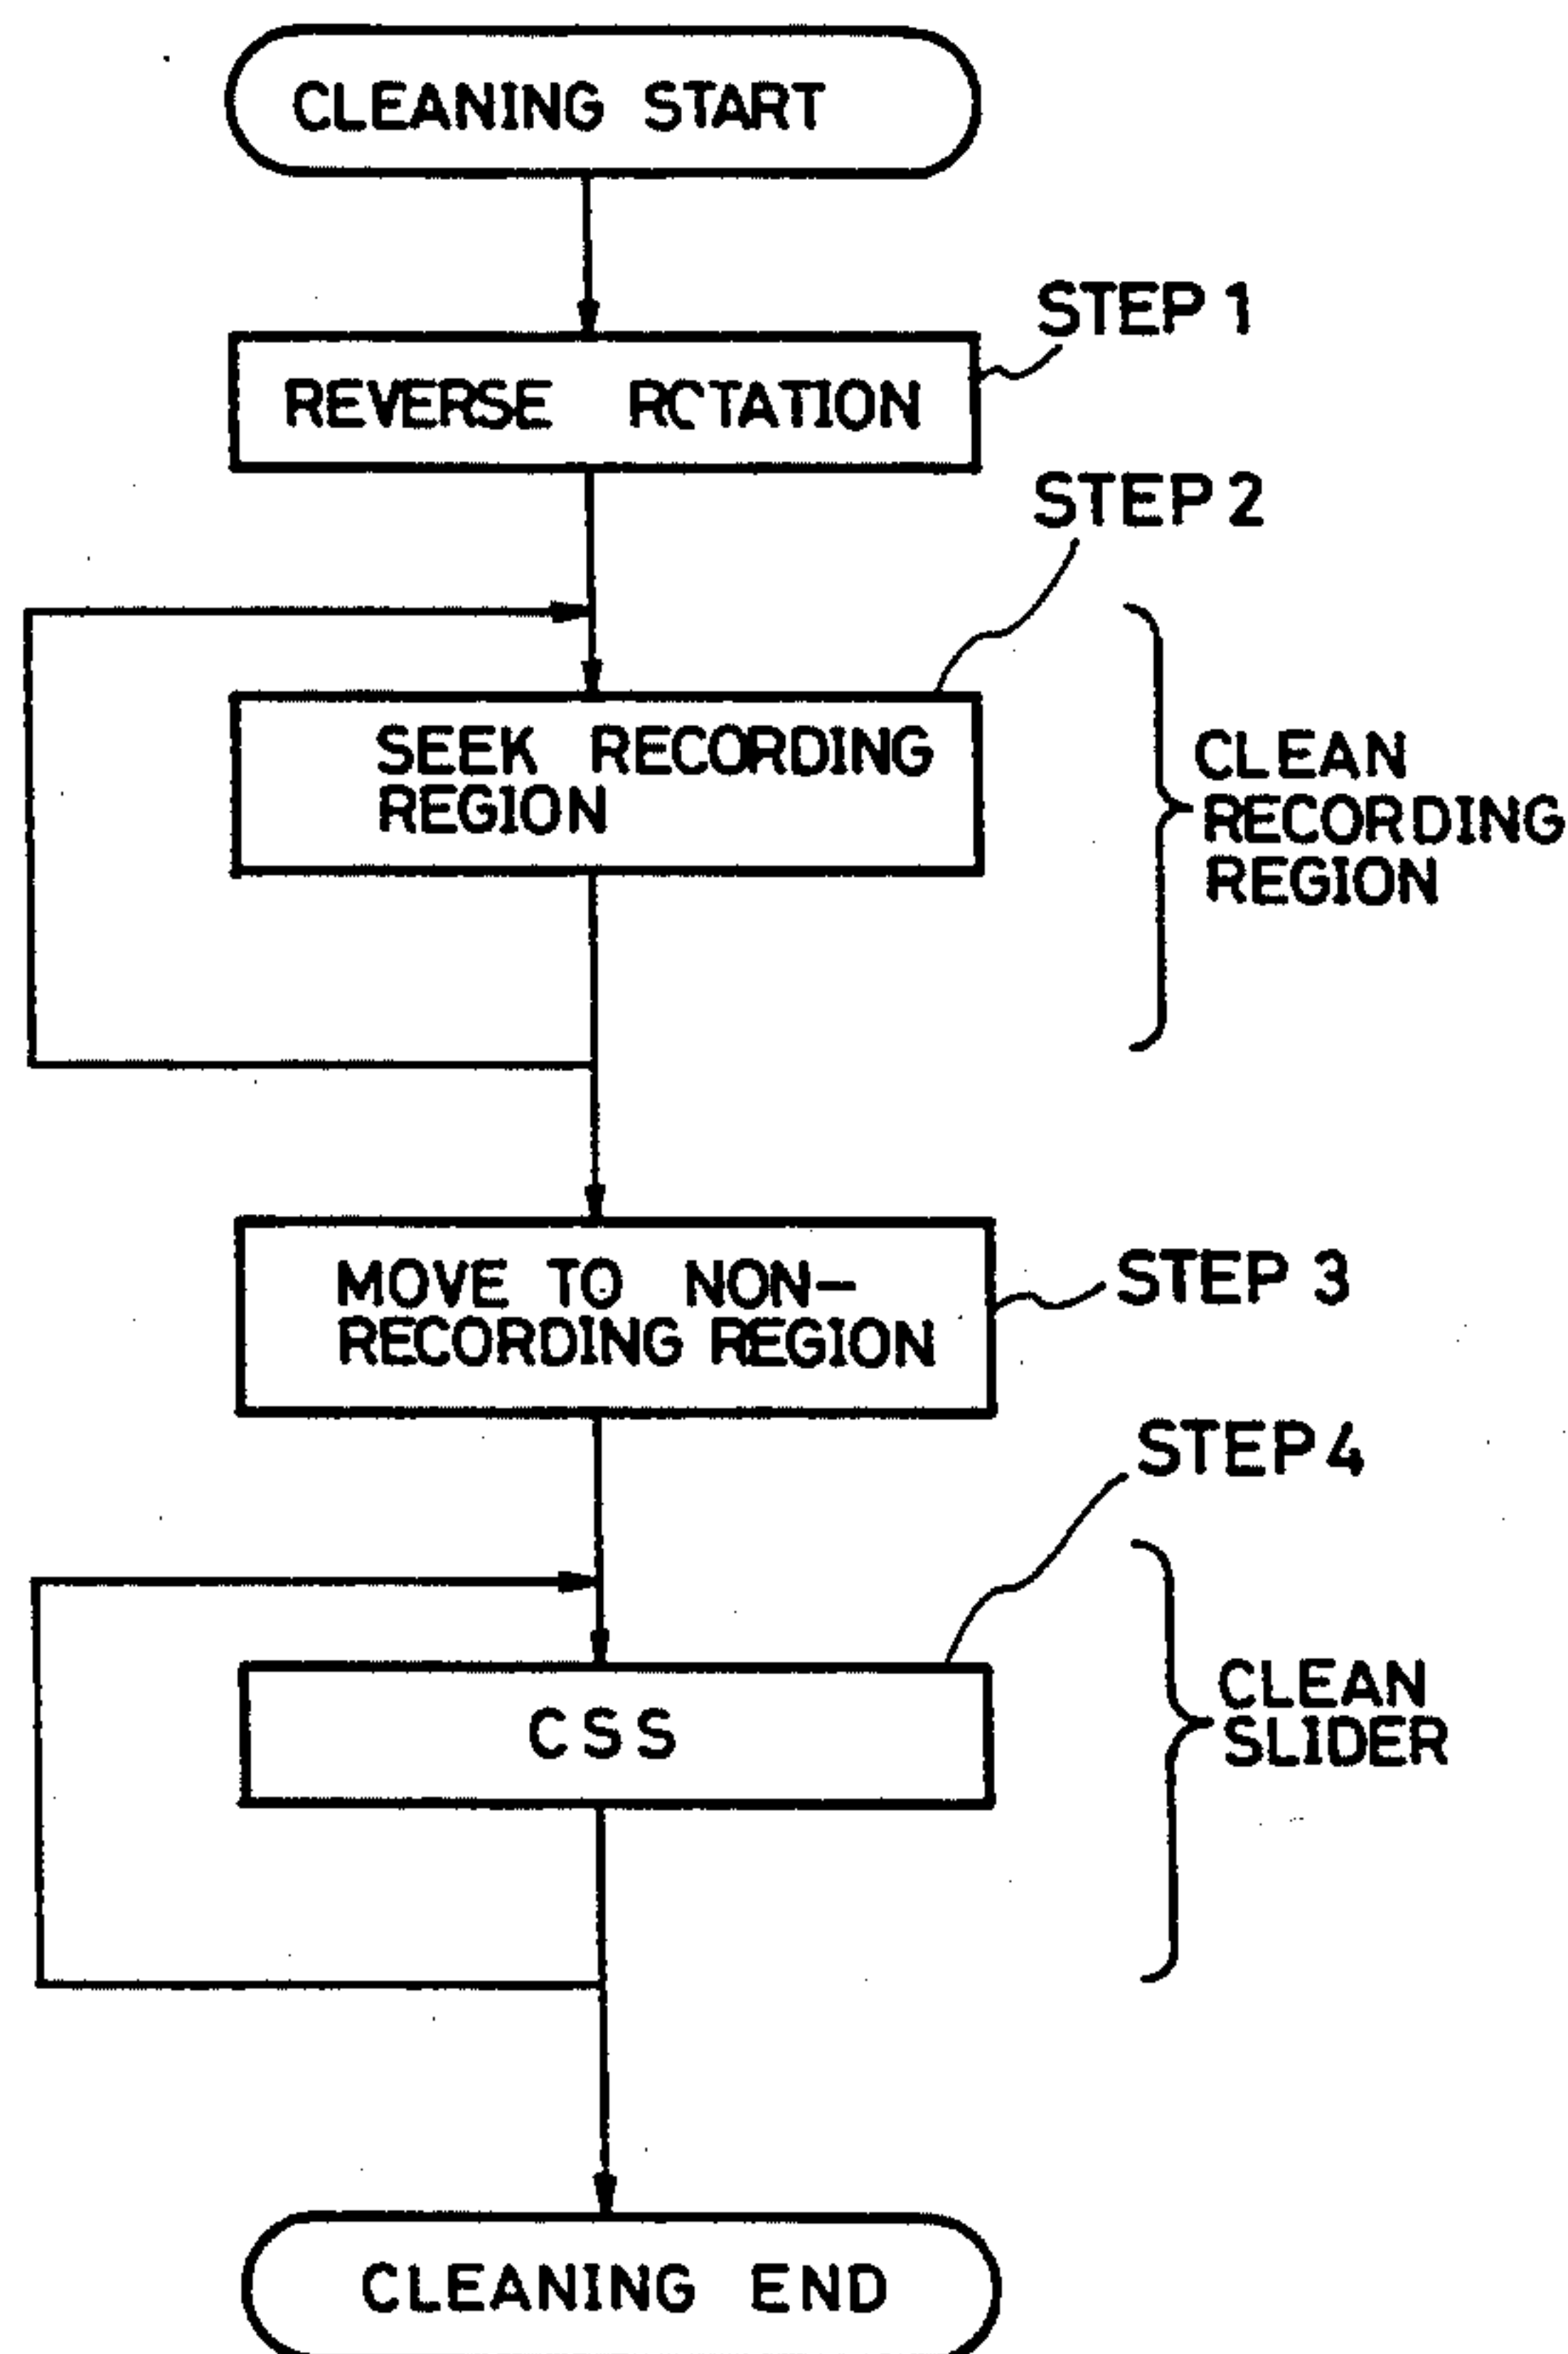 CLEANING START
STEP 1
REVERSE ROTATION
STEP 2
SEEK RECORDING
REGION
CLEAN
RECORDING
REGION
MOVE TO NON-
RECORDING REGION
STEP 3
STEP 4
CSS
CLEAN
SLIDER
CLEANING END